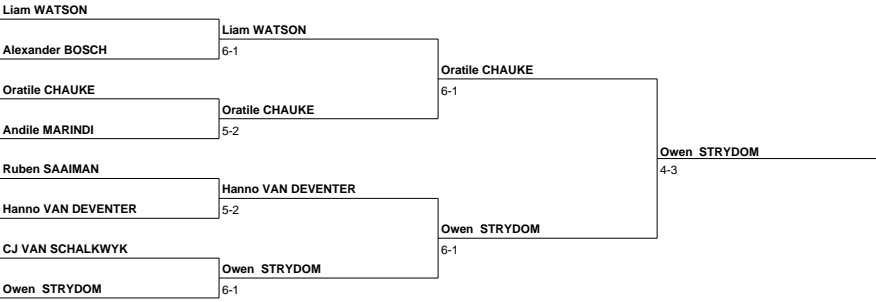 Liam WATSON
Liam WATSON
Alexander BOSCH
6-1
Oratile CHAUKE
Oratile CHAUKE
6-1
Oratile CHAUKE
Andile MARINDI
5-2
Owen STRYDOM
4-3
Ruben SAAIMAN
Hanno VAN DEVENTER
Hanno VAN DEVENTER
5-2
Owen STRYDOM
6-1
CJ VAN SCHALKWYK
Owen STRYDOM
Owen STRYDOM
6-1